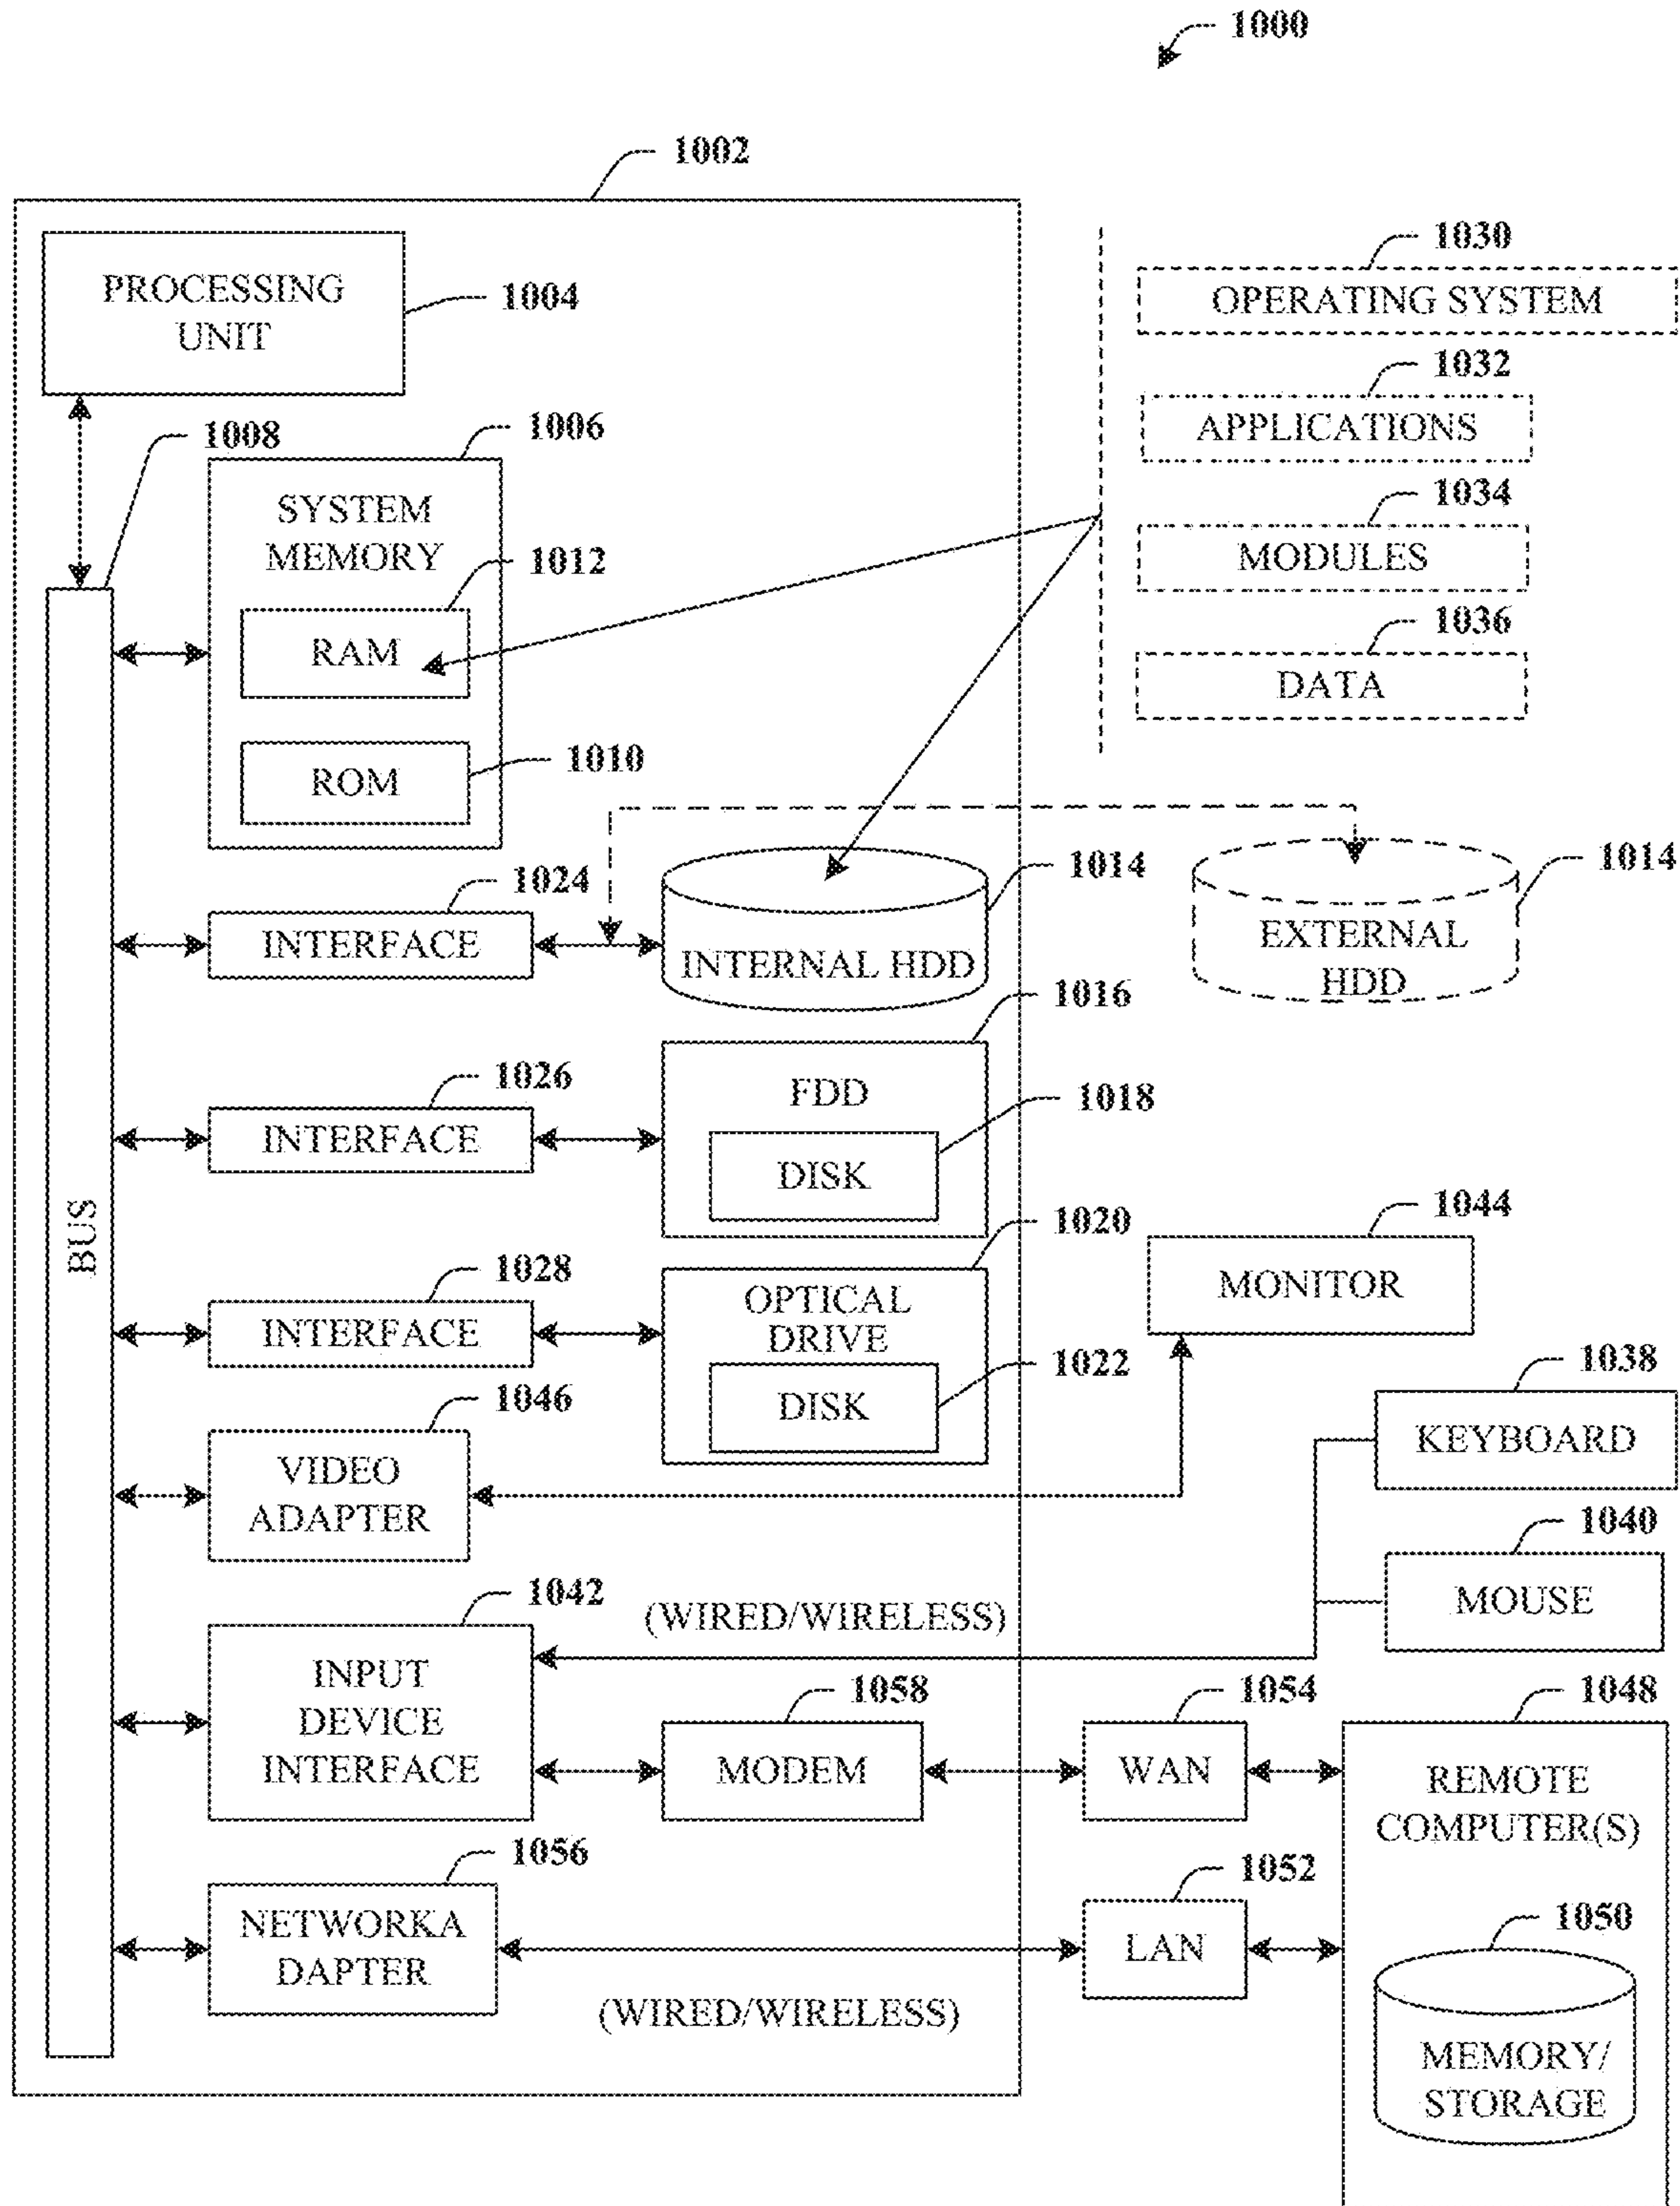 1000
1002
PROCESSING
UNIT
1004
1030
OPERATING SYSTEM
1032
APPLICATIONS
1034
MODULES
1036
DATA
1008
1006
SYSTEM
MEMORY
1012
RAM
1010
ROM
1024
INTERFACE
1014
INTERNAL HDD
1014
EXTERNAL
HDD
1016
1026
INTERFACE
FDD
1018
DISK
BUS
1020
1028
INTERFACE
OPTICAL
DRIVE
1022
DISK
1044
MONITOR
1038
KEYBOARD
1046
VIDEO
ADAPTER
1040
MOUSE
1042
(WIRED/WIRELESS)
INPUT
DEVICE
INTERFACE
1058
MODEM
1054
WAN
1048
REMOTE
COMPUTER(S)
1056
NETWORKA
DAPTER
1052
LAN
(WIRED/WIRELESS)
1050
MEMORY/
STORAGE